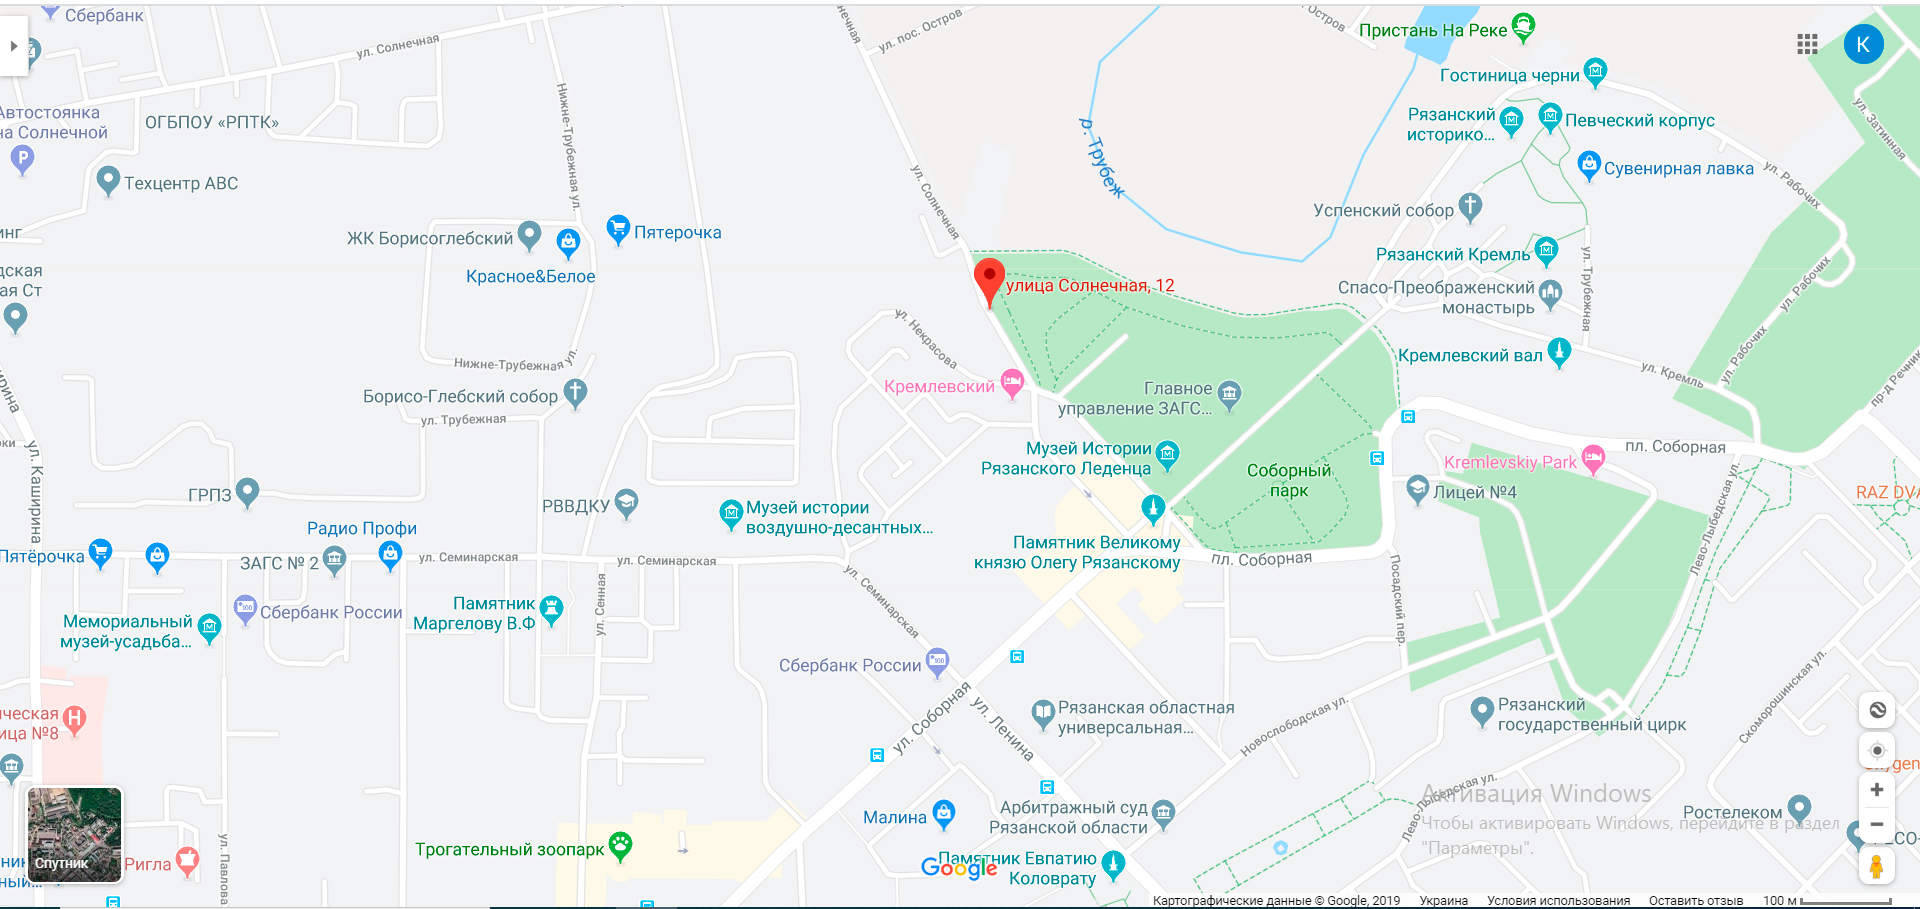 Сбербанк
ул. Солнечная
ул. пос. Остров
Остров
Пристань На Реке
К
Автостоянка
на Солнечной
ОГБПОУ «РПТК»
Нижне-Трубежная ул.
Гостиница черни
Рязанский
историко...
Певческий корпус
ул. Затинная
Техцентр АВС
ул. Солнечная
р. Трубеж
Сувенирная лавка
ул. Рабочих
ЖК Борисоглебский
Пятерочка
Красное&Белое
Успенский собор
Рязанский Кремль
ул. Трубежная
ул. Рабочих
улица Солнечная, 12
Спасо-Преображенский
монастырь
ул. Некрасова
Нижне-Трубежная ул.
Кремлевский вал
ул. Кремль
ул. Рабочих
пр-д Речников
Кремлевский
Борисо-Глебский собор
ул. Трубежная
Главное
управление ЗАГС...
ул. Каширина
Музей Истории
Рязанского Леденца
Соборный
парк
пл. Соборная
Kremlevskiy Park
Лицей №4
RAZ DVA
ГРПЗ
РВВДКУ
Музей истории
воздушно-десантных...
Лево-Лыбедская ул.
Радио Профи
Пятёрочка
ЗАГС № 2
ул. Семинарская
ул. Семинарская
Памятник Великому
князю Олегу Рязанскому
пл. Соборная
Посадский пер.
ул. Сенная
ул. Семинарская
Сбербанк России
Памятник
Маргелову В.Ф
Мемориальный
музей-усадьба...
Сбербанк России
ул. Соборная
ул. Ленина
Рязанская областная
универсальная...
Новослободская ул.
Рязанский
государственный цирк
Скоморошинская ул.
ица №8
Лево-Лыбедская ул.
Активация Windows
Чтобы активировать Windows, перейдите в раздел
"Параметры".
Ростелеком
Малина
Арбитражный суд
Рязанской области
Спутник
Ригла
ул. Павлова
Трогательный зоопарк
Google
Памятник Евпатию
Коловрату
Картографические данные © Google, 2019 Украина Условия использования Оставить отзыв 100 м